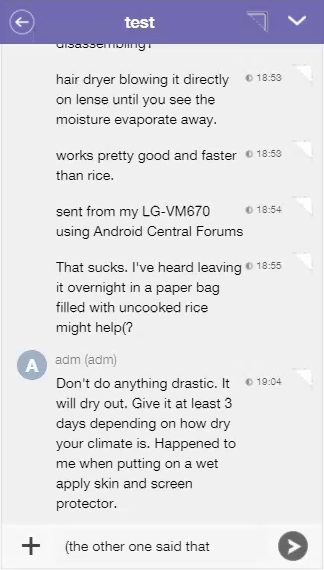 test
disassembling?
hair dryer blowing it directly 18:53
on lense until you see the
moisture evaporate away.
works pretty good and faster 18:53
than rice.
sent from my LG-VM670 18:54
using Android Central Forums
That sucks. I've heard leaving 18:55
it overnight in a paper bag
filled with uncooked rice
might help(?
A adm (adm)
Don't do anything drastic. It 19:04
will dry out. Give it at least 3
days depending on how dry
your climate is. Happened to
me when putting on a wet
apply skin and screen
protector.
(the other one said that